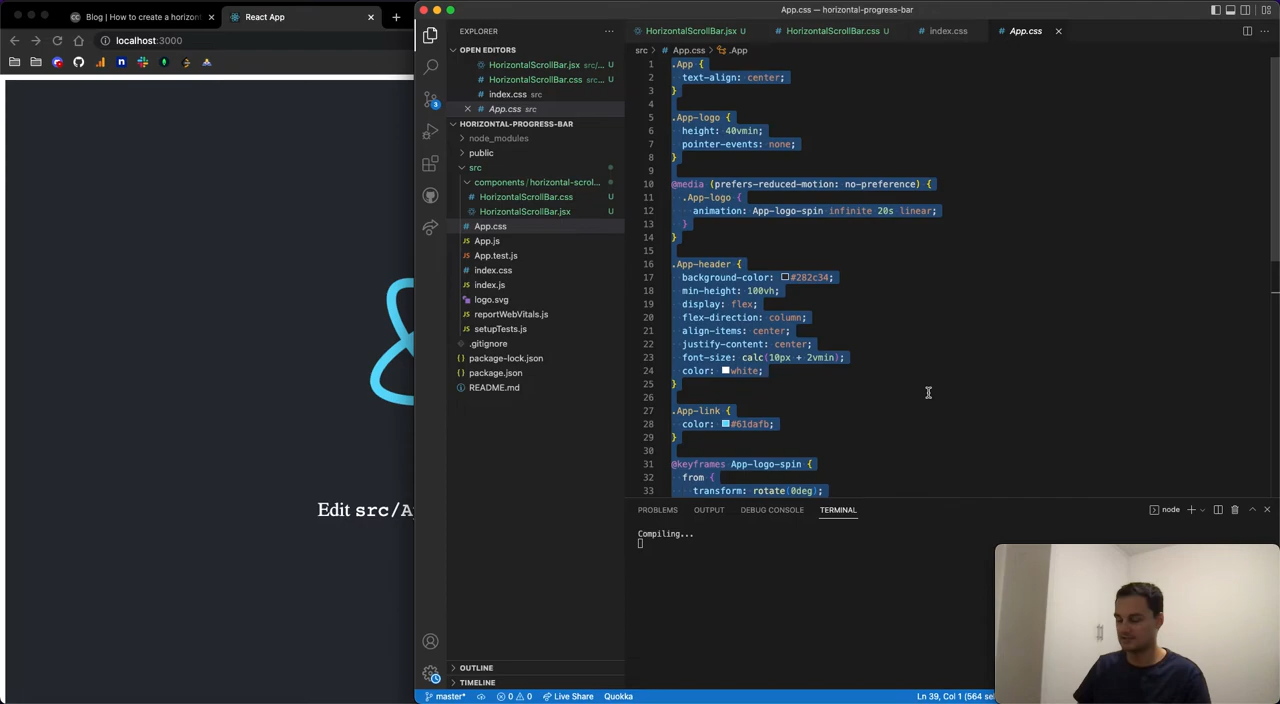 Blog | How to create a horizon
React App
App.css — horizontal-progress-bar
localhost:3000
EXPLORER
OPEN EDITORS
HorizontalScrollBar.jsx src/... U
HorizontalScrollBar.css src... U
index.css src
App.css src
HORIZONTAL-PROGRESS-BAR
node_modules
public
src
components / horizontal-scrol...
HorizontalScrollBar.css U
HorizontalScrollBar.jsx U
App.css
App.js
App.test.js
index.css
index.js
logo.svg
reportWebVitals.js
setupTests.js
.gitignore
package-lock.json
package.json
README.md
OUTLINE
TIMELINE
3
HorizontalScrollBar.jsx U
HorizontalScrollBar.css U
index.css
App.css
src > App.css > .App
1 .App {
2 text-align: center;
3 }
4
5 .App-logo {
6 height: 40vmin;
7 pointer-events: none;
8 }
9
10 @media (prefers-reduced-motion: no-preference) {
11 .App-logo {
12 animation: App-logo-spin infinite 20s linear;
13 }
14 }
15
16 .App-header {
17 background-color: #282c34;
18 min-height: 100vh;
19 display: flex;
20 flex-direction: column;
21 align-items: center;
22 justify-content: center;
23 font-size: calc(10px + 2vmin);
24 color: white;
25 }
26
27 .App-link {
28 color: #61dafb;
29 }
30
31 @keyframes App-logo-spin {
32 from {
33 transform: rotate(0deg);
Edit src/A
PROBLEMS
OUTPUT
DEBUG CONSOLE
TERMINAL
node
Compiling...
master*
0 0
Live Share
Quokka
Ln 39, Col 1 (564 se